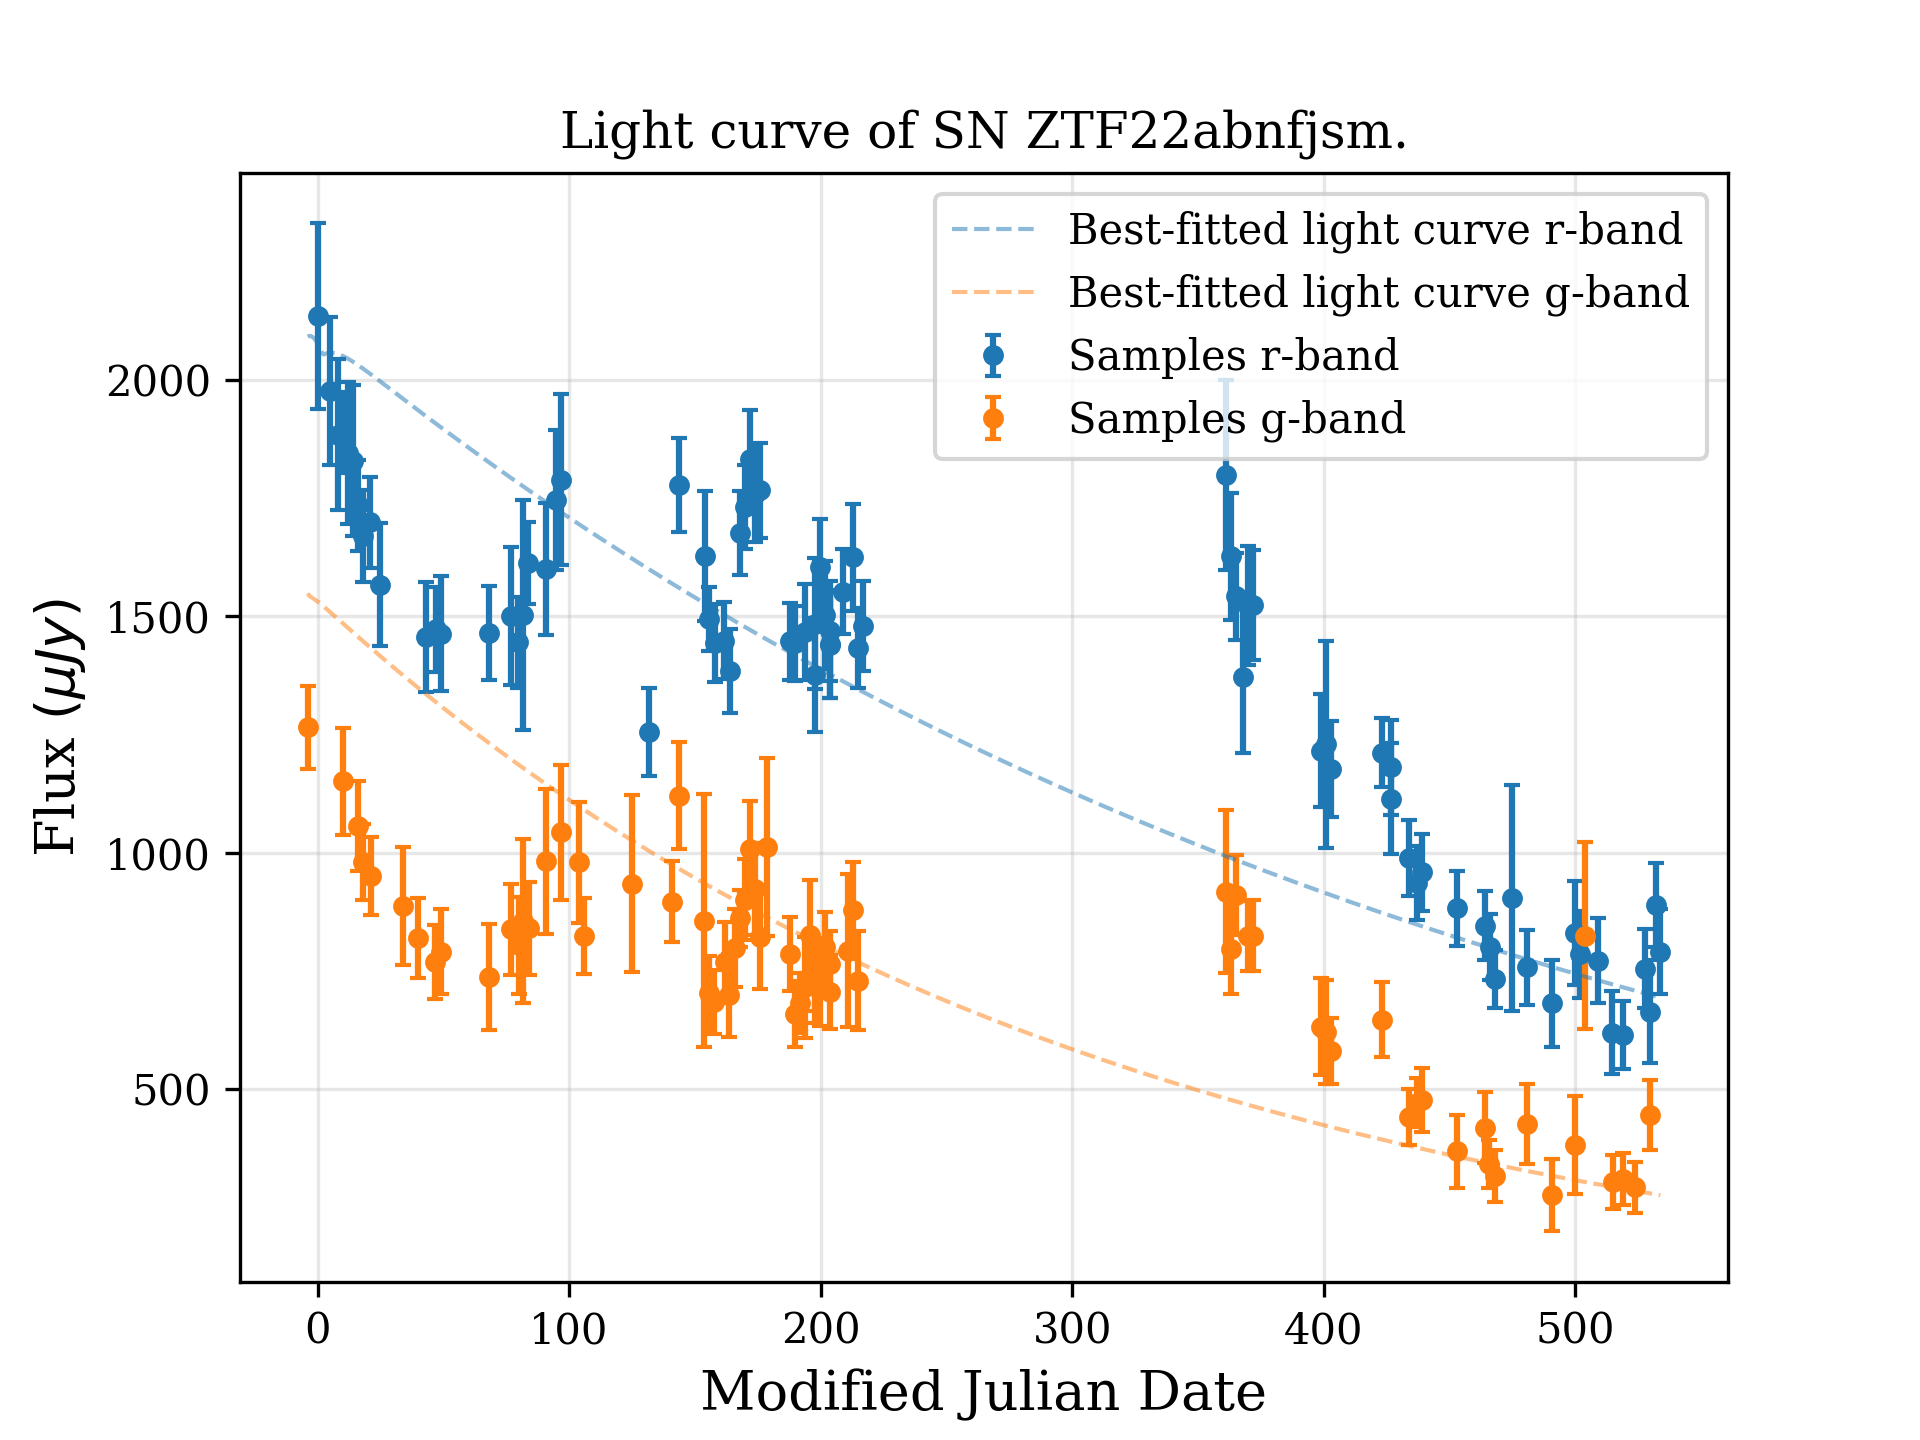 Light curve of SN ZTF22abnfjsm.
Best-fitted light curve r-band
Best-fitted light curve g-band
Samples r-band
Samples g-band
Flux (μJy)
2000
1500
1000
500
0 100 200 300 400 500
Modified Julian Date